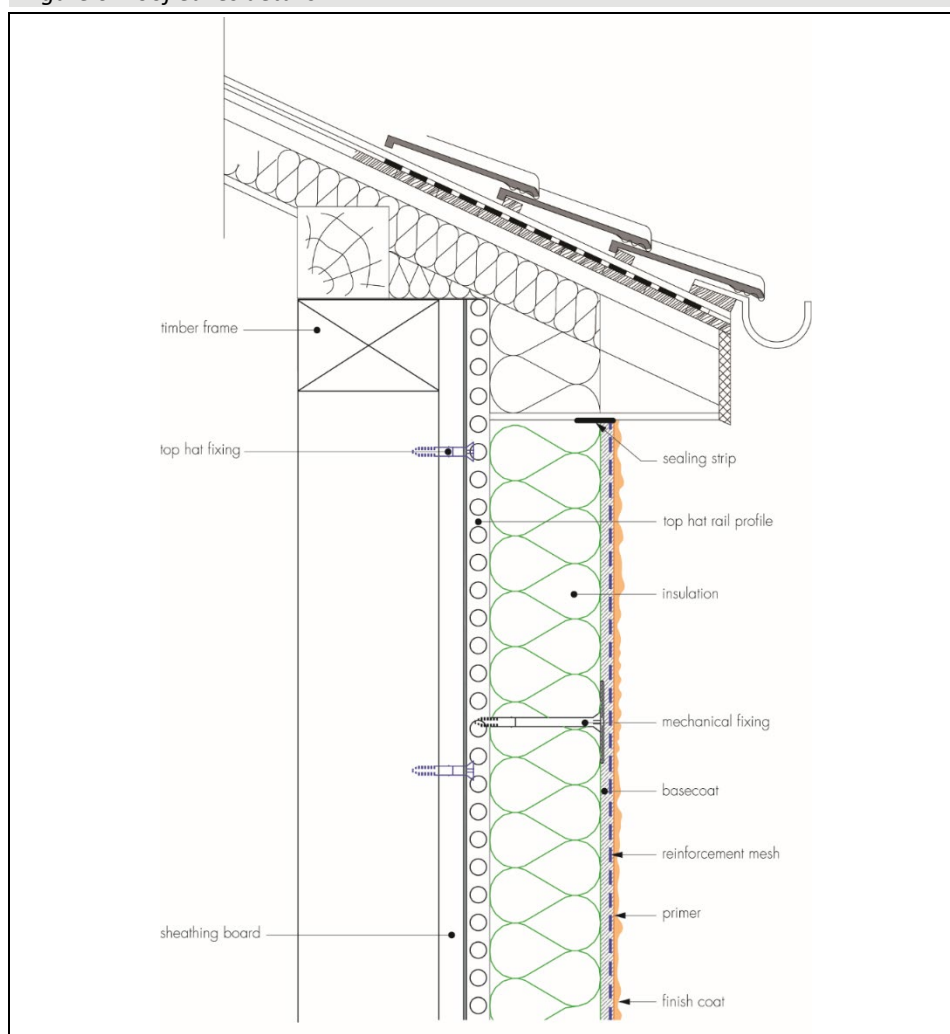 timber frame
top hat fixing
sealing strip
top hat rail profile
insulation
mechanical fixing
basecoat
reinforcement mesh
primer
sheathing board
finish coat